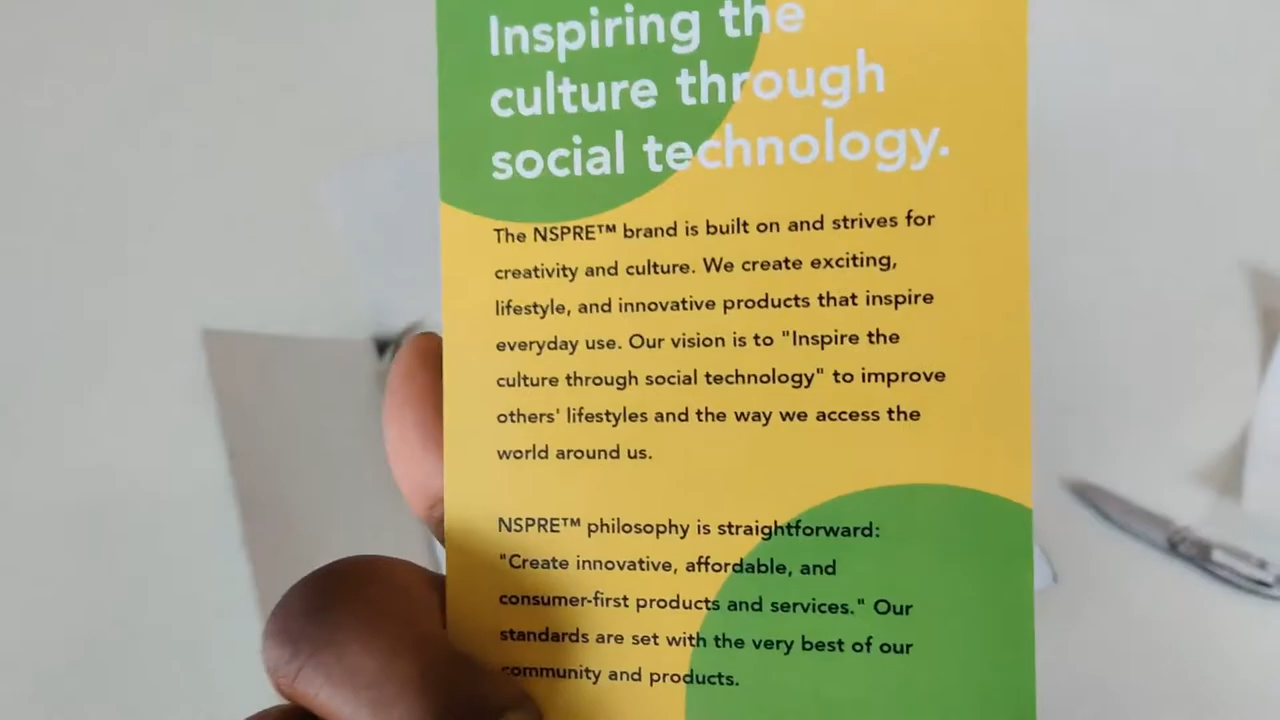 Inspiring the
culture through
social technology.
The NSPRE™ brand is built on and strives for
creativity and culture. We create exciting,
lifestyle, and innovative products that inspire
everyday use. Our vision is to "Inspire the
culture through social technology" to improve
others' lifestyles and the way we access the
world around us.
NSPRE™ philosophy is straightforward:
"Create innovative, affordable, and
consumer-first products and services." Our
standards are set with the very best of our
community and products.